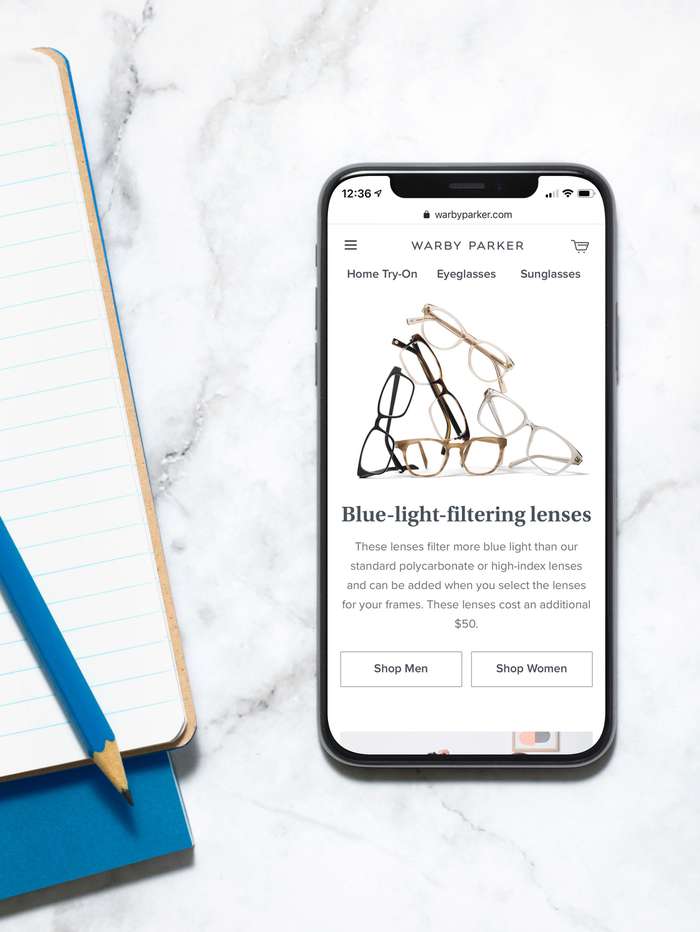 12:36
warbyparker.com
WARBY PARKER
Home Try-On Eyeglasses Sunglasses
Blue-light-filtering lenses
These lenses filter more blue light than our
standard polycarbonate or high-index lenses
and can be added when you select the lenses
for your frames. These lenses cost an additional
$50.
Shop Men Shop Women